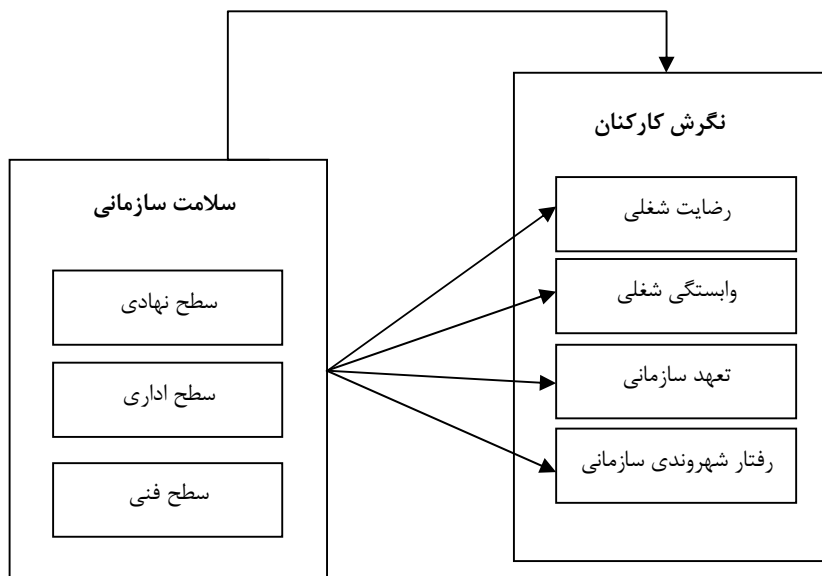 نگرش کارکنان
رضایت شغلی
وابستگی شغلی
تعهد سازمانی
رفتار شهروندی سازمانی
سلامت سازمانی
سطح نهادی
سطح اداری
سطح فنی